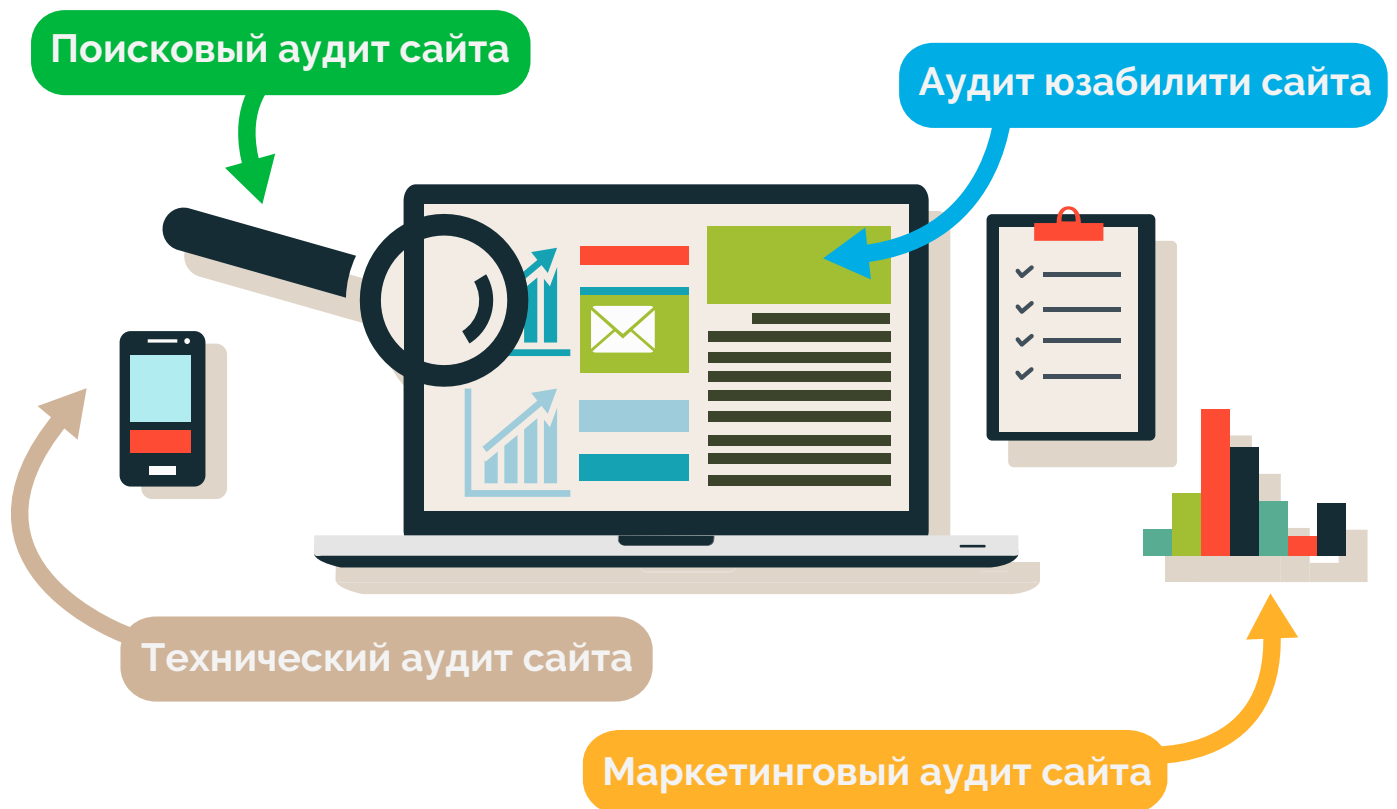 Поисковый аудит сайта
Аудит юзабилити сайта
Технический аудит сайта
Маркетинговый аудит сайта